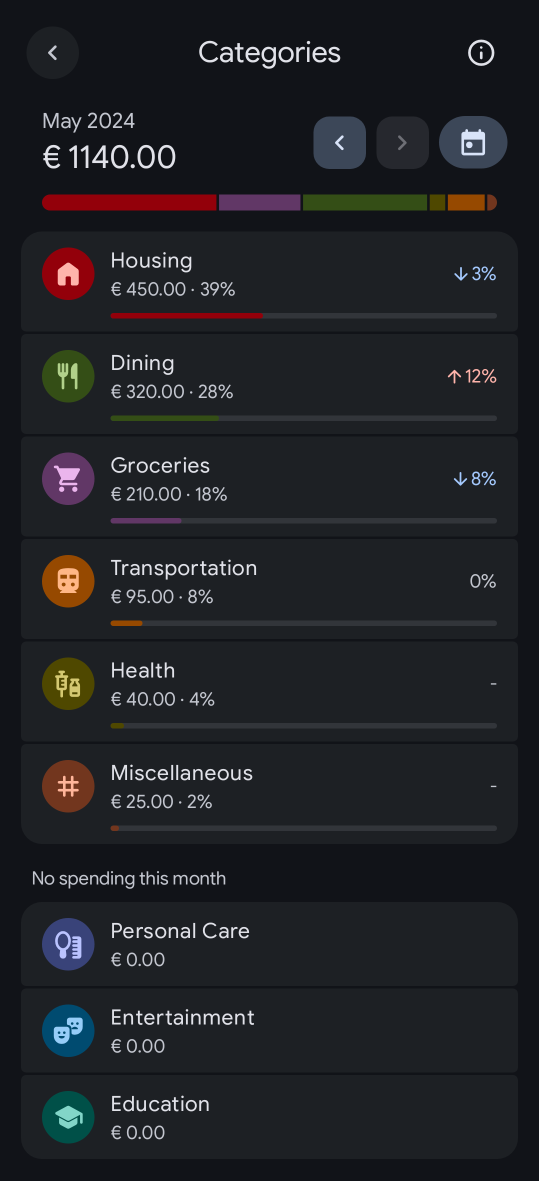 Categories
May 2024
€ 1140.00
Housing
€ 450.00 · 39%
3%
Dining
€ 320.00 · 28%
12%
Groceries
€ 210.00 · 18%
8%
Transportation
€ 95.00 · 8%
0%
Health
€ 40.00 · 4%
-
Miscellaneous
€ 25.00 · 2%
-
No spending this month
Personal Care
€ 0.00
Entertainment
€ 0.00
Education
€ 0.00